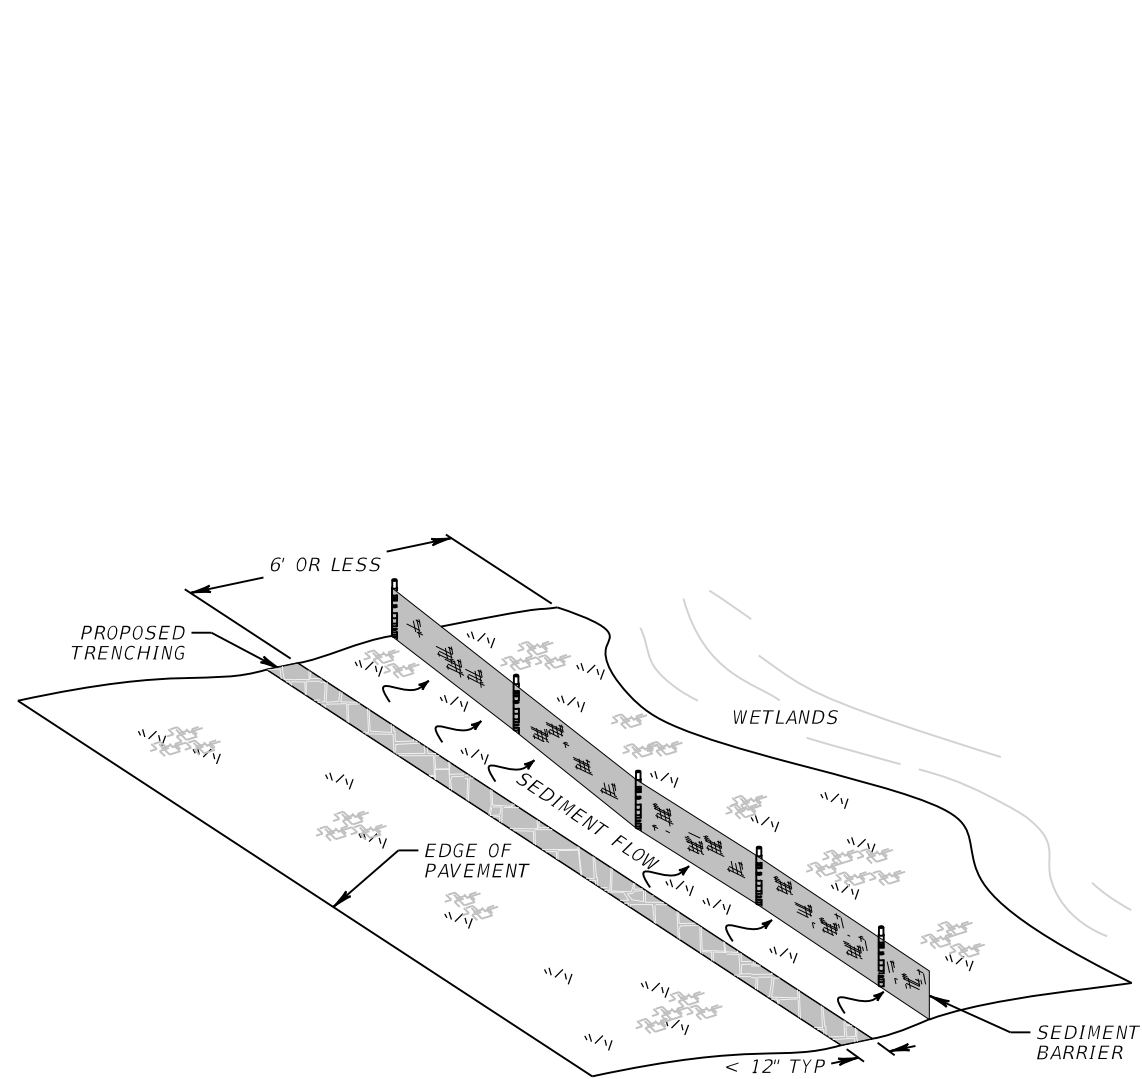 6' OR LESS
PROPOSED
TRENCHING
WETLANDS
SEDIMENT FLOW
EDGE OF
PAVEMENT
SEDIMENT
BARRIER
< 12" TYP